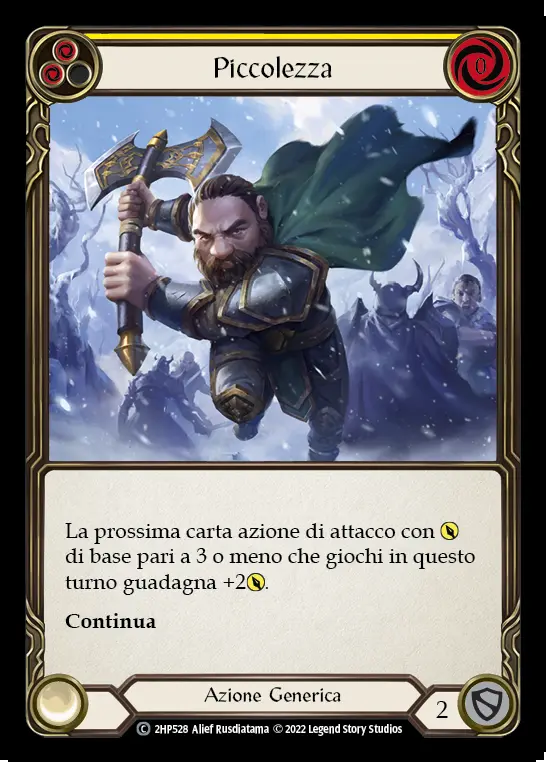 Piccolezza
0
La prossima carta azione di attacco con
di base pari a 3 o meno che giochi in questo
turno guadagna +2.
Continua
Azione Generica
2
C 2HP528 Alief Rusdiatama © 2022 Legend Story Studios